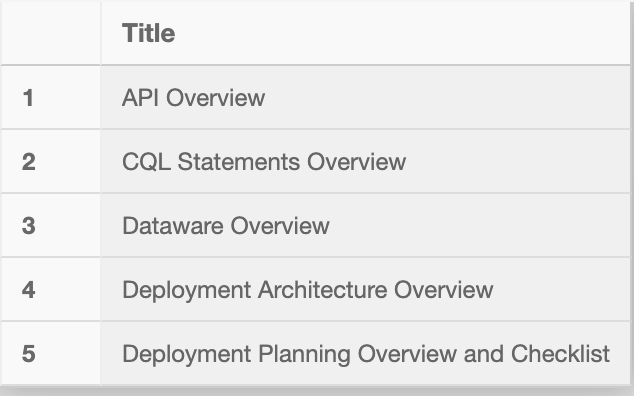 Title
1 API Overview
2 CQL Statements Overview
3 Dataware Overview
4 Deployment Architecture Overview
5 Deployment Planning Overview and Checklist